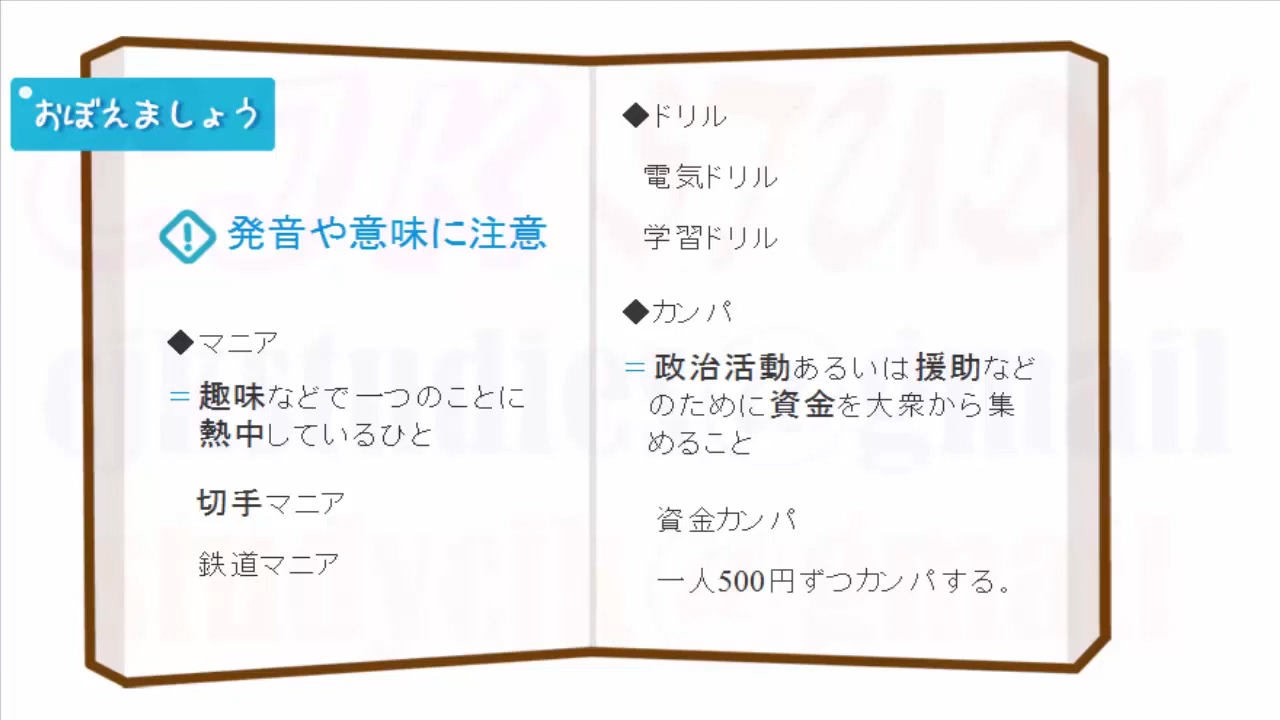 おぼえましょう
発音や意味に注意
◆マニア
＝趣味などで一つのことに
熱中しているひと
切手マニア
鉄道マニア
◆ドリル
電気ドリル
学習ドリル
◆カンパ
＝政治活動あるいは援助など
のために資金を大衆から集
めること
資金カンパ
一人500円ずつカンパする。